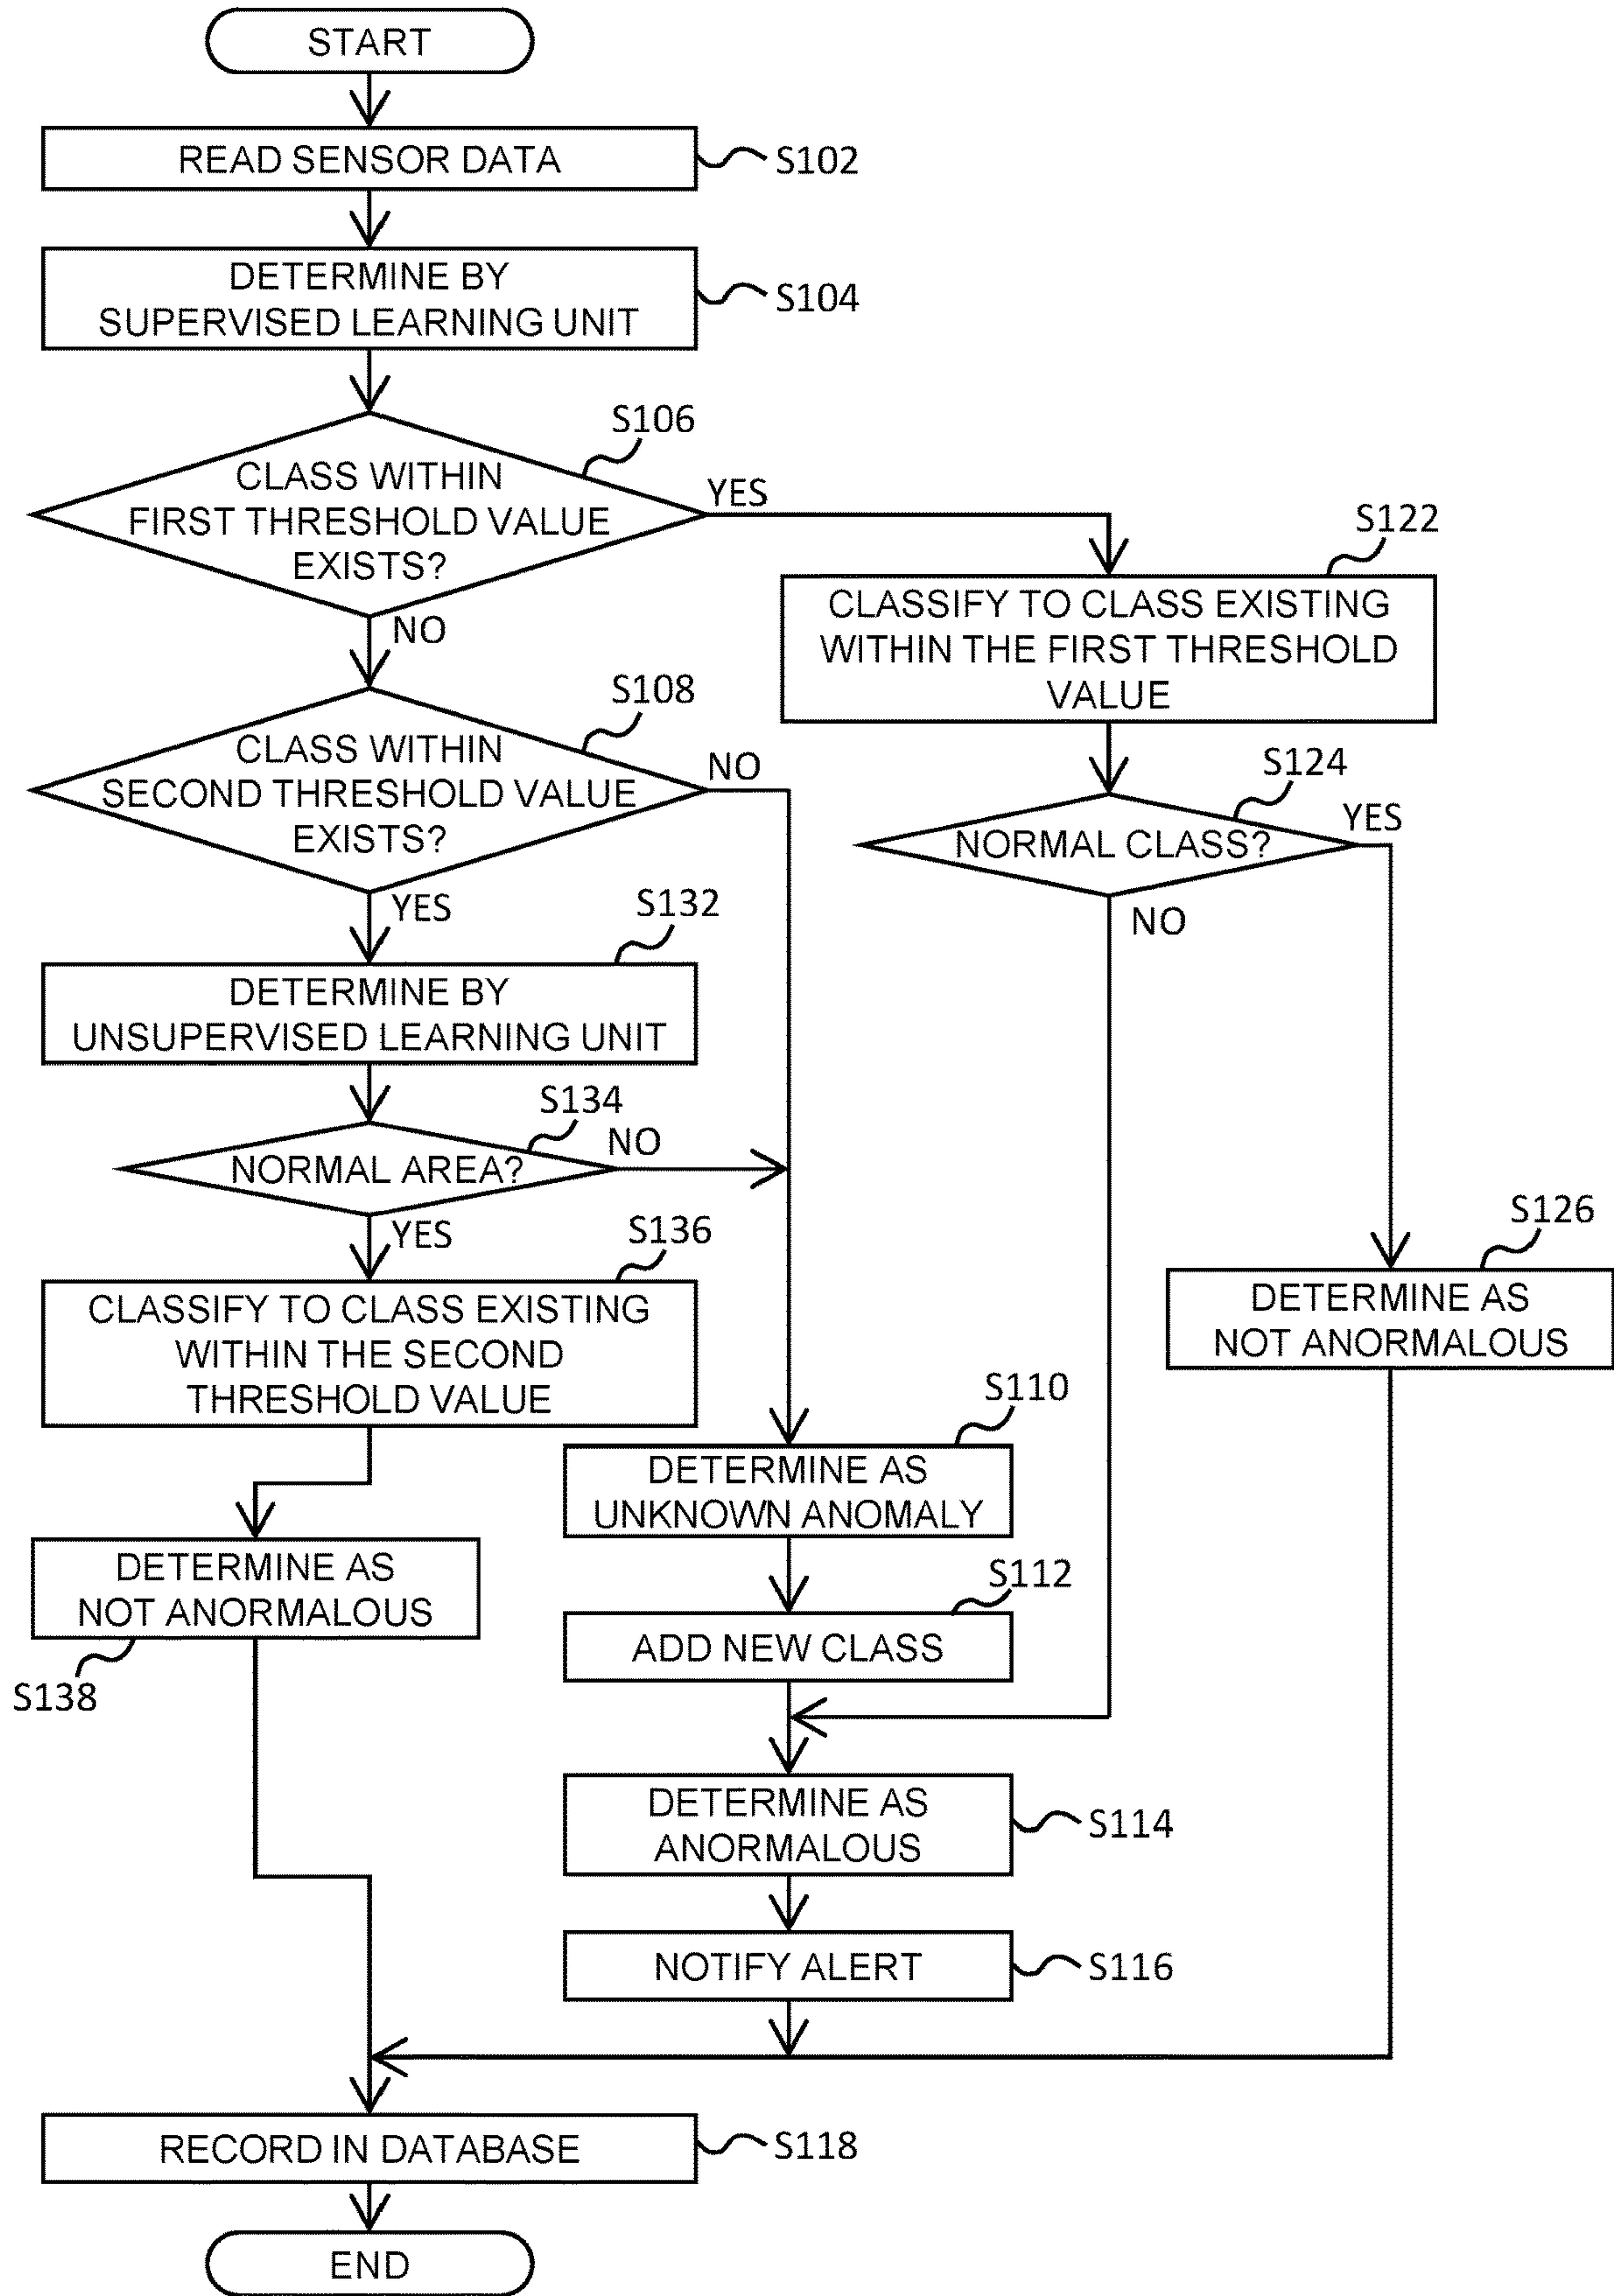 START
READ SENSOR DATA
S102
DETERMINE BY
SUPERVISED LEARNING UNIT
S104
S106
CLASS WITHIN
FIRST THRESHOLD VALUE
EXISTS?
YES
NO
S122
CLASSIFY TO CLASS EXISTING
WITHIN THE FIRST THRESHOLD
VALUE
S108
CLASS WITHIN
SECOND THRESHOLD VALUE
EXISTS?
NO
YES
S124
NORMAL CLASS?
YES
NO
S132
DETERMINE BY
UNSUPERVISED LEARNING UNIT
S134
NORMAL AREA?
NO
YES
S126
DETERMINE AS
NOT ANORMALOUS
S136
CLASSIFY TO CLASS EXISTING
WITHIN THE SECOND
THRESHOLD VALUE
S110
DETERMINE AS
UNKNOWN ANOMALY
DETERMINE AS
NOT ANORMALOUS
S138
S112
ADD NEW CLASS
DETERMINE AS
ANORMALOUS
S114
NOTIFY ALERT
S116
RECORD IN DATABASE
S118
END